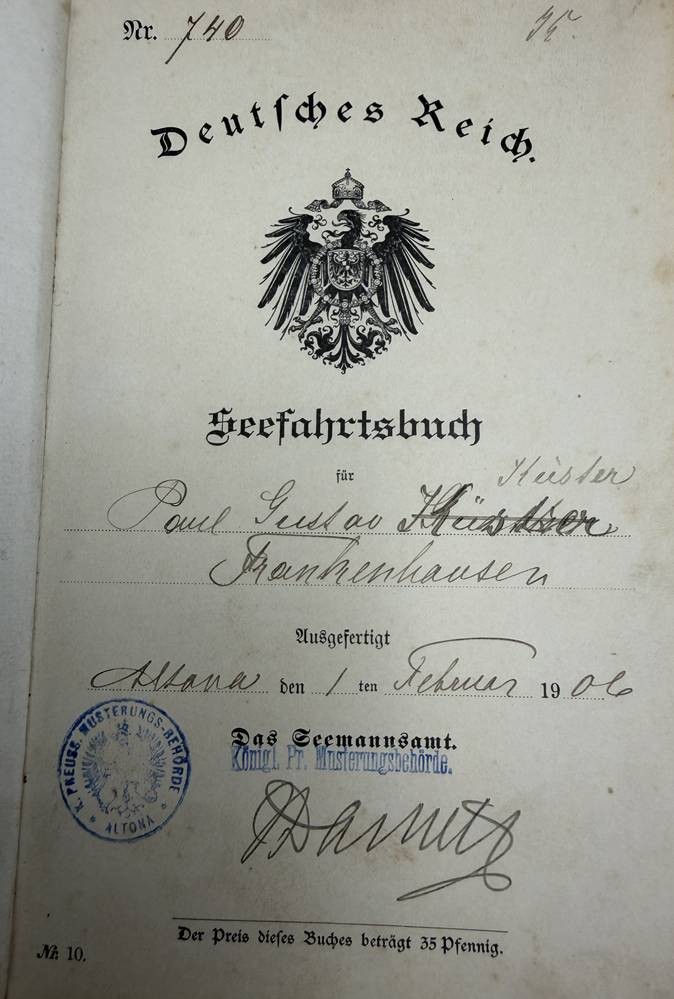 Nr. 740 K.
Deutsches Reich.
Seefahrtsbuch
für
Küster
Paul Gustav
Frankenhausen
Ausgefertigt
Altona den 1 ten Februar 1906
Das Seemannsamt.
Königl. Pr. Musterungsbehörde.
K. PREUSS. MUSTERUNGS-BEHÖRDE
* ALTONA *
Der Preis dieses Buches beträgt 35 Pfennig.
Nr. 10.